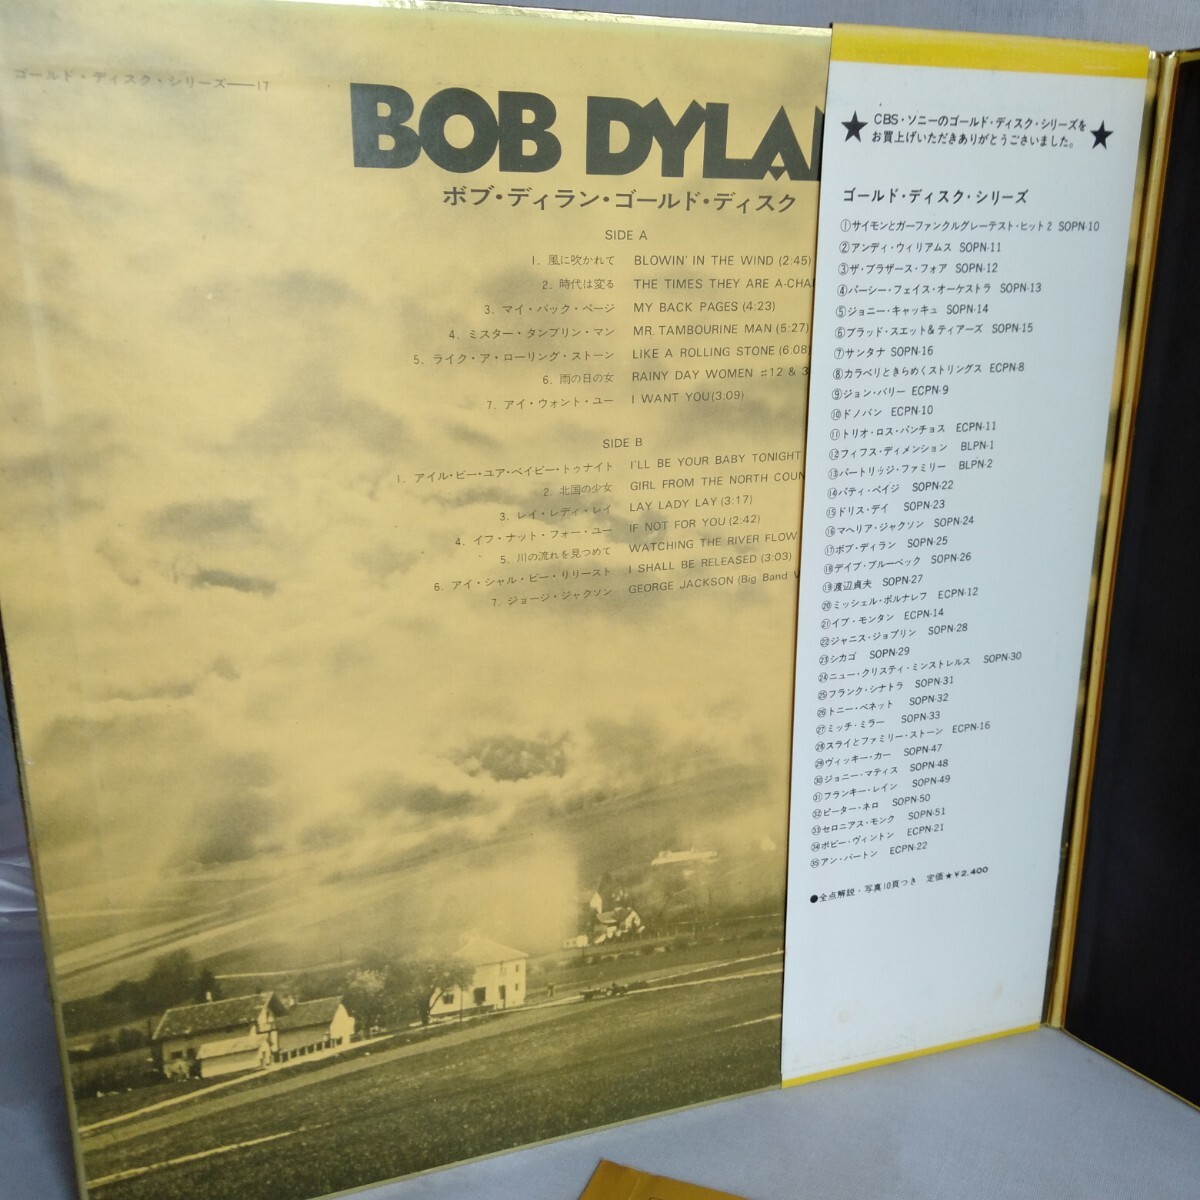 ゴールド・ディスク・シリーズ——17
BOB DYLAN
ボブ・ディラン・ゴールド・ディスク
SIDE A
1. 風に吹かれて BLOWIN' IN THE WIND (2:45)
2. 時代は変る THE TIMES THEY ARE A-CHAN
3. マイ・バック・ページ MY BACK PAGES (4:23)
4. ミスター・タンブリン・マン MR. TAMBOURINE MAN (5:27)
5. ライク・ア・ローリング・ストーン LIKE A ROLLING STONE (6:08)
6. 雨の日の女 RAINY DAY WOMEN #12 & 3
7. アイ・ウォント・ユー I WANT YOU (3:09)
SIDE B
1. アイル・ビー・ユア・ベイビー・トゥナイト I'LL BE YOUR BABY TONIGHT
2. 北国の少女 GIRL FROM THE NORTH COUN
3. レイ・レディ・レイ LAY LADY LAY (3:17)
4. イフ・ナット・フォー・ユー IF NOT FOR YOU (2:42)
5. 川の流れを見つめて WATCHING THE RIVER FLOW
6. アイ・シャル・ビー・リリースト I SHALL BE RELEASED (3:03)
7. ジョージ・ジャクソン GEORGE JACKSON (Big Band V
★ CBS・ソニーのゴールド・ディスク・シリーズを
お買上げいただきありがとうございました。 ★
ゴールド・ディスク・シリーズ
①サイモンとガーファンクルグレーテスト・ヒット2 SOPN-10
②アンディ・ウィリアムス SOPN-11
③ザ・ブラザース・フォア SOPN-12
④パーシー・フェイス・オーケストラ SOPN-13
⑤ジョニー・キャッシュ SOPN-14
⑥ブラッド・スエット&ティアーズ SOPN-15
⑦サンタナ SOPN-16
⑧カラベリときらめくストリングス ECPN-8
⑨ジョン・バリー ECPN-9
⑩ドノバン ECPN-10
⑪トリオ・ロス・パンチョス ECPN-11
⑫フィフス・ディメンション BLPN-1
⑬パートリッジ・ファミリー BLPN-2
⑭パティ・ペイジ SOPN-22
⑮ドリス・デイ SOPN-23
⑯マヘリア・ジャクソン SOPN-24
⑰ボブ・ディラン SOPN-25
⑱デイブ・ブルーベック SOPN-26
⑲渡辺貞夫 SOPN-27
⑳ミッシェル・ポルナレフ ECPN-12
㉑イブ・モンタン ECPN-14
㉒ジャニス・ジョプリン SOPN-28
㉓シカゴ SOPN-29
㉔ニュー・クリスティ・ミンストレルス SOPN-30
㉕フランク・シナトラ SOPN-31
㉖トニー・ベネット SOPN-32
㉗ミッチ・ミラー SOPN-33
㉘スライとファミリー・ストーン ECPN-16
㉙ヴィッキー・カー SOPN-47
㉚ジョニー・マティス SOPN-48
㉛フランキー・レイン SOPN-49
㉜ピーター・ネロ SOPN-50
㉝セロニアス・モンク SOPN-51
㉞ボビー・ヴィントン ECPN-21
㉟アン・バートン ECPN-22
●全点解説・写真10頁つき 定価★¥2,400